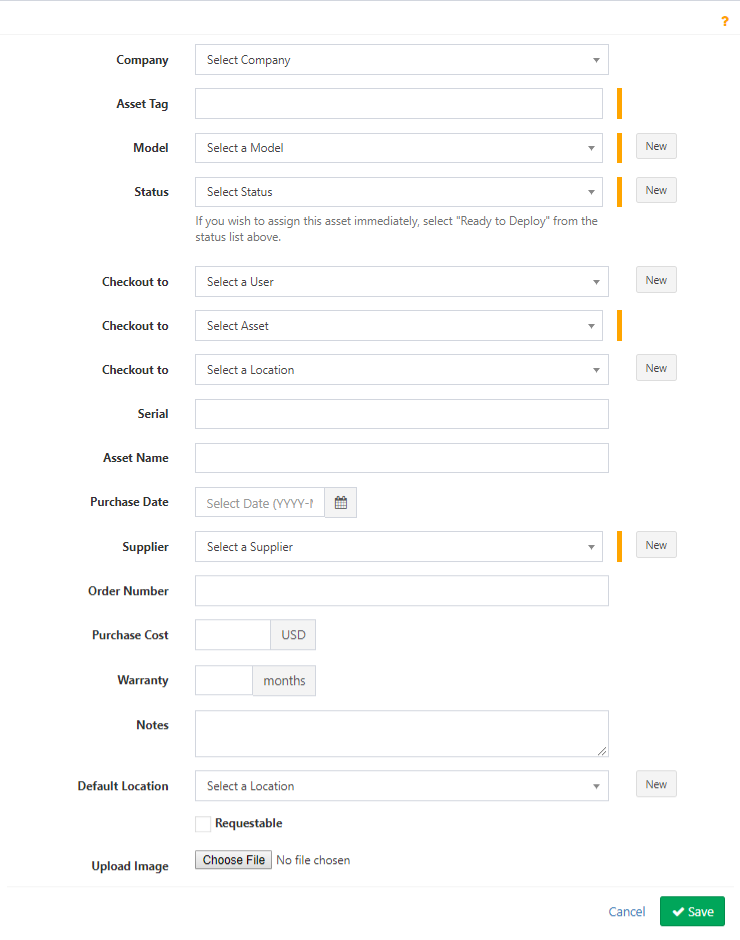 ?
Company Select Company
Asset Tag
Model Select a Model New
Status Select Status New
If you wish to assign this asset immediately, select "Ready to Deploy" from the
status list above.
Checkout to Select a User New
Checkout to Select Asset
Checkout to Select a Location New
Serial
Asset Name
Purchase Date Select Date (YYYY-
Supplier Select a Supplier New
Order Number
Purchase Cost USD
Warranty months
Notes
Default Location Select a Location New
Requestable
Upload Image Choose File No file chosen
Cancel Save